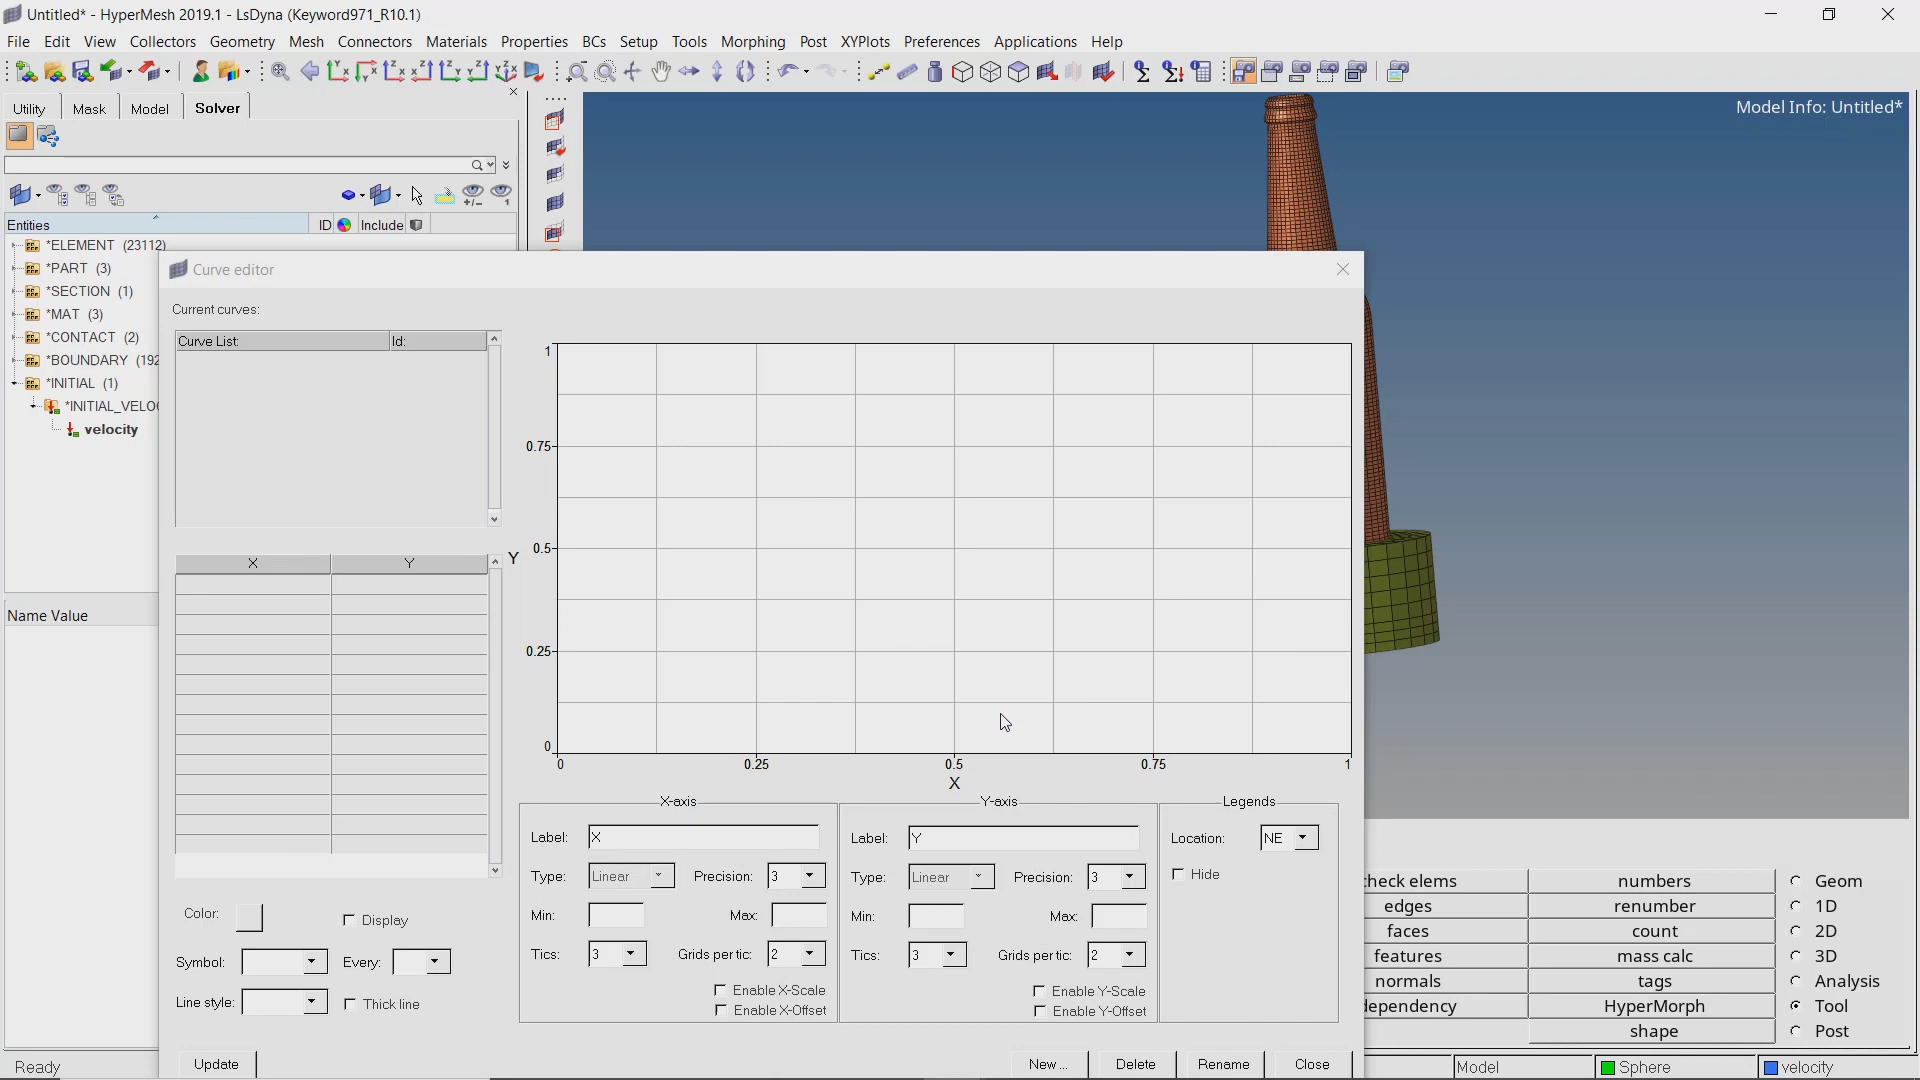 Untitled* - HyperMesh 2019.1 - LsDyna (Keyword971_R10.1)
File Edit View Collectors Geometry Mesh Connectors Materials Properties BCs Setup Tools Morphing Post XYPlots Preferences Applications Help
Utility Mask Model Solver
Model Info: Untitled*
Entities ID Include
*ELEMENT (23112)
*PART (3)
*SECTION (1)
*MAT (3)
*CONTACT (2)
*BOUNDARY (192
*INITIAL (1)
*INITIAL_VELO
velocity
Name Value
Curve editor
Current curves:
Curve List: Id:
X Y
1
0.75
0.5
0.25
0
Y
0 0.25 0.5 0.75 1
X
Color: Display
Symbol: Every:
Line style: Thick line
X-axis
Label: X
Type: Linear Precision: 3
Min: Max:
Tics: 3 Grids per tic: 2
Enable X-Scale
Enable X-Offset
Y-axis
Label: Y
Type: Linear Precision: 3
Min: Max:
Tics: 3 Grids per tic: 2
Enable Y-Scale
Enable Y-Offset
Legends
Location: NE
Hide
Update New ... Delete Rename Close
check elems numbers Geom
edges renumber 1D
faces count 2D
features mass calc 3D
normals tags Analysis
dependency HyperMorph Tool
shape Post
Ready Model Sphere velocity